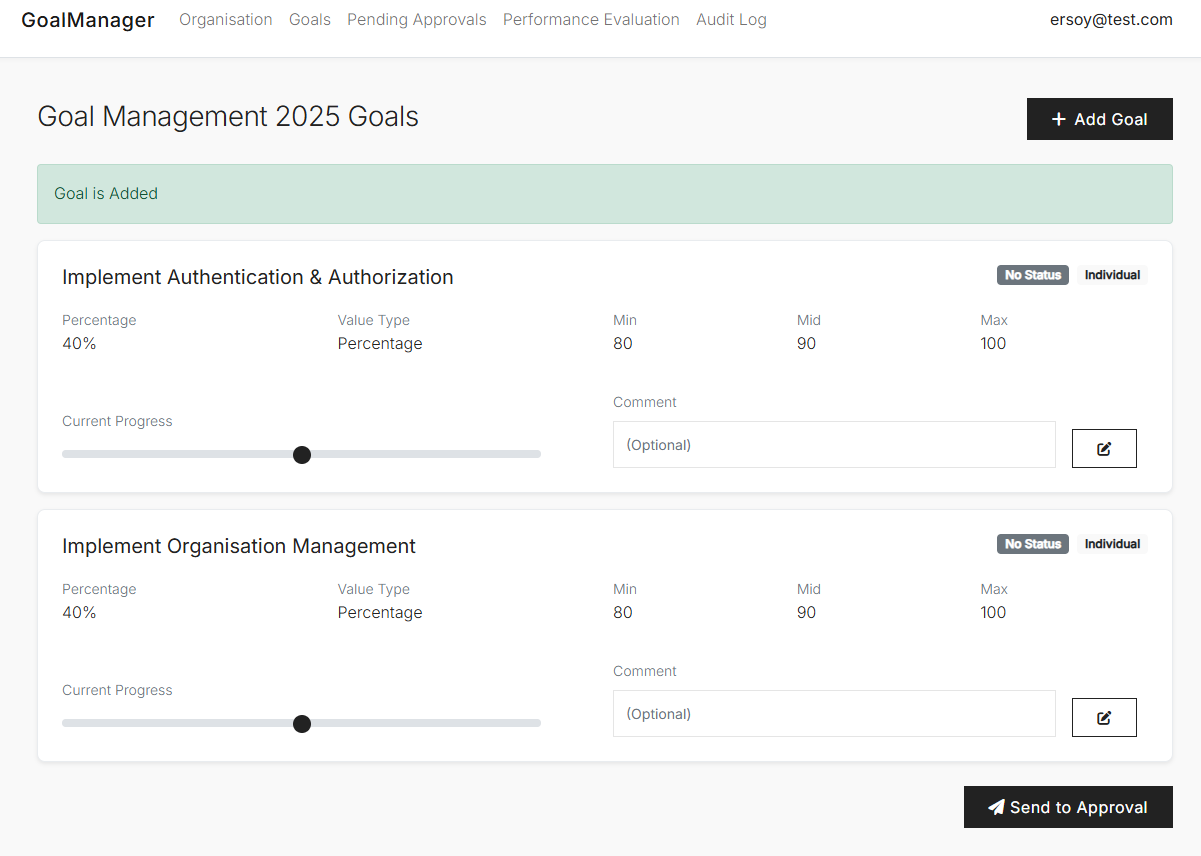 GoalManager Organisation Goals Pending Approvals Performance Evaluation Audit Log ersoy@test.com
Goal Management 2025 Goals + Add Goal
Goal is Added
Implement Authentication & Authorization No Status Individual
Percentage Value Type Min Mid Max
40% Percentage 80 90 100
Comment
Current Progress
(Optional)
Implement Organisation Management No Status Individual
Percentage Value Type Min Mid Max
40% Percentage 80 90 100
Comment
Current Progress
(Optional)
Send to Approval